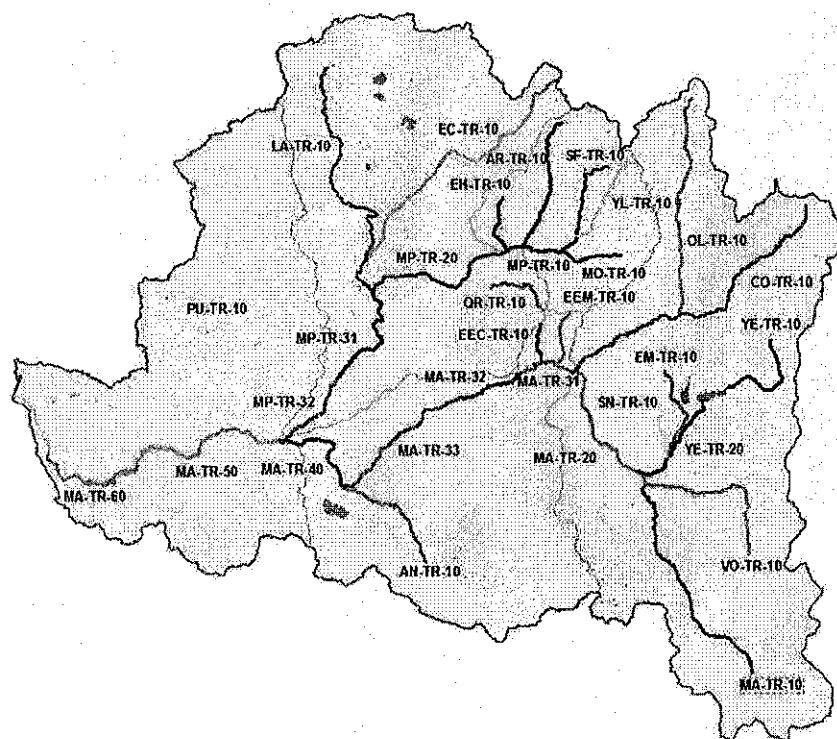 EC-TR-10
LA-TR-10
AR-TR-10
SF-TR-10
EH-TR-10
YL-TR-10
OL-TR-10
MP-TR-20
MP-TR-10
MO-TR-10
CO-TR-10
PU-TR-10
QR-TR-10
EEM-TR-10
YE-TR-10
MP-TR-31
EEC-TR-10
EM-TR-10
MA-TR-32
MA-TR-31
MP-TR-32
SN-TR-10
MA-TR-33
MA-TR-20
YE-TR-20
MA-TR-50
MA-TR-40
MA-TR-60
AN-TR-10
VO-TR-10
MA-TR-10